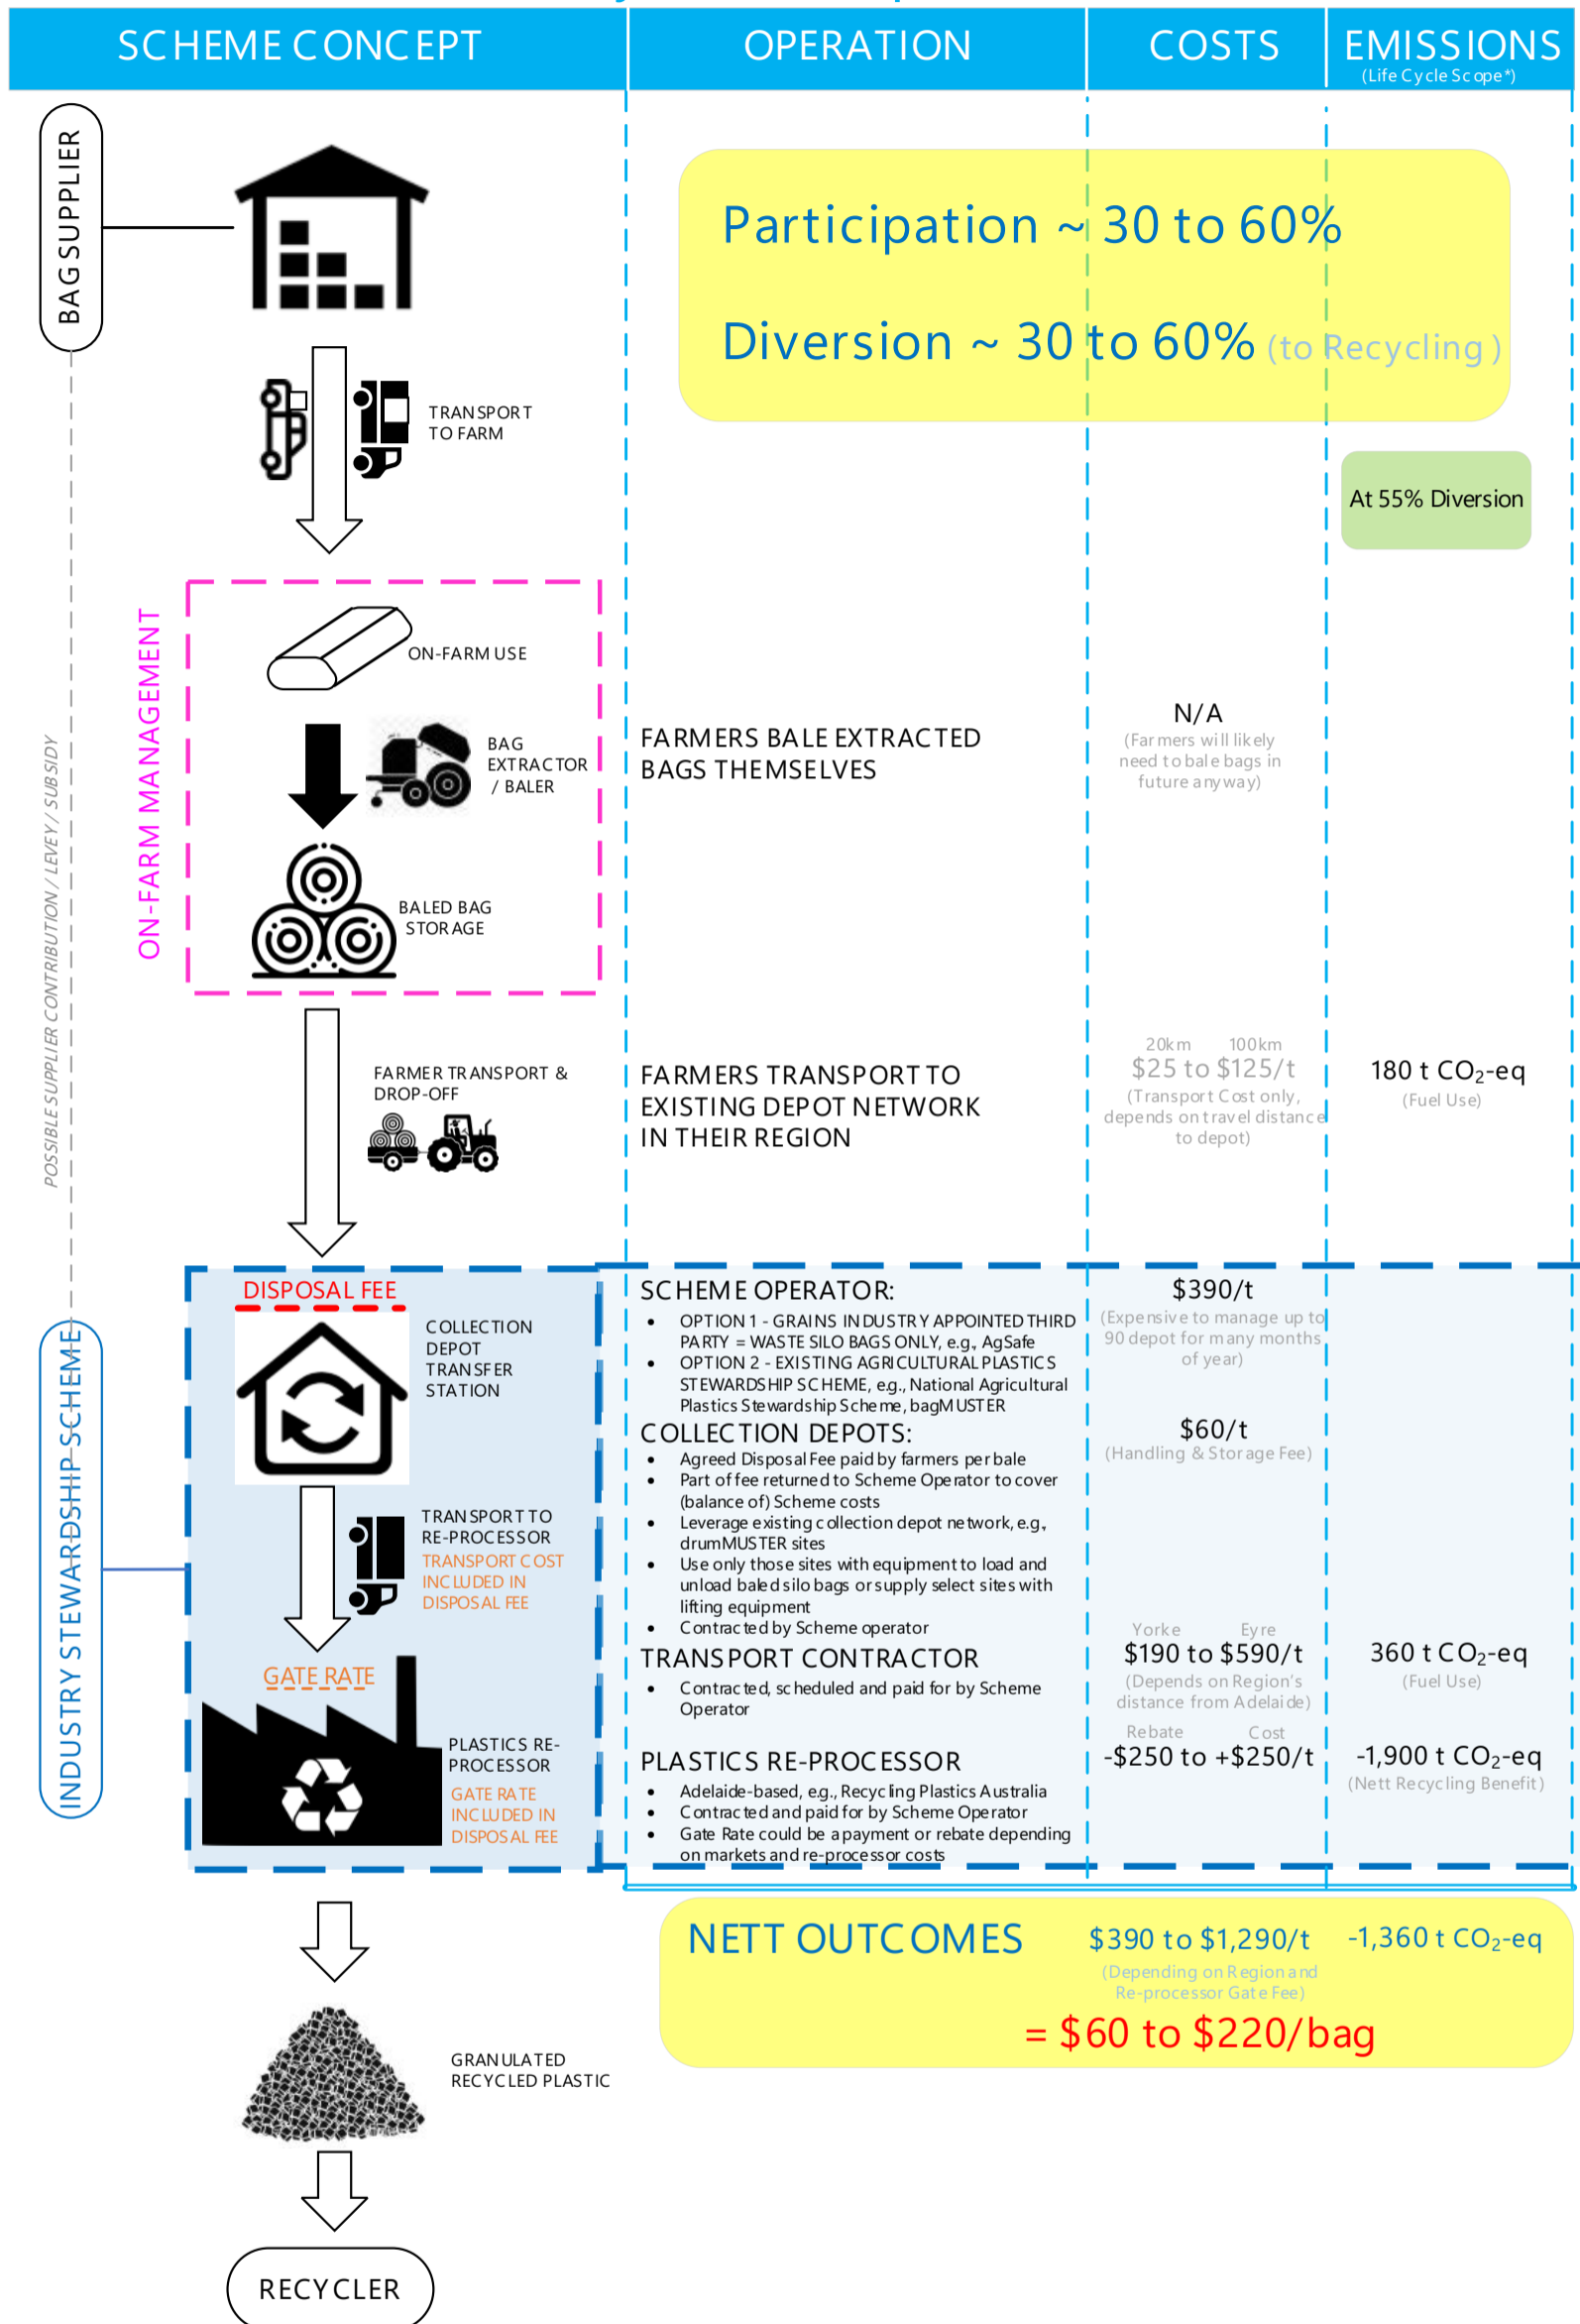 SCHEME CONCEPT
OPERATION
COSTS
EMISSIONS
(Life Cycle Scope*)
BAG SUPPLIER
Participation ~ 30 to 60%
Diversion ~ 30 to 60% (to Recycling)
TRANSPORT
TO FARM
At 55% Diversion
ON-FARM MANAGEMENT
ON-FARM USE
BAG
EXTRACTOR
/ BALER
BALED BAG
STORAGE
FARMERS BALE EXTRACTED
BAGS THEMSELVES
N/A
(Farmers will likely
need to bale bags in
future anyway)
POSSIBLE SUPPLIER CONTRIBUTION / LEVEY / SUBSIDY
FARMER TRANSPORT &
DROP-OFF
FARMERS TRANSPORT TO
EXISTING DEPOT NETWORK
IN THEIR REGION
20km 100km
$25 to $125/t
(Transport Cost only,
depends on travel distance
to depot)
180 t CO₂-eq
(Fuel Use)
INDUSTRY STEWARDSHIP SCHEME
DISPOSAL FEE
COLLECTION
DEPOT
TRANSFER
STATION
TRANSPORT TO
RE-PROCESSOR
TRANSPORT COST
INCLUDED IN
DISPOSAL FEE
GATE RATE
PLASTICS RE-
PROCESSOR
GATE RATE
INCLUDED IN
DISPOSAL FEE
SCHEME OPERATOR:
• OPTION 1 - GRAINS INDUSTRY APPOINTED THIRD
PARTY = WASTE SILO BAGS ONLY, e.g., AgSafe
• OPTION 2 - EXISTING AGRICULTURAL PLASTICS
STEWARDSHIP SCHEME, e.g., National Agricultural
Plastics Stewardship Scheme, bagMUSTER
$390/t
(Expensive to manage up to
90 depot for many months
of year)
COLLECTION DEPOTS:
• Agreed Disposal Fee paid by farmers per bale
• Part of fee returned to Scheme Operator to cover
(balance of) Scheme costs
• Leverage existing collection depot network, e.g.,
drumMUSTER sites
• Use only those sites with equipment to load and
unload baled silo bags or supply select sites with
lifting equipment
• Contracted by Scheme operator
$60/t
(Handling & Storage Fee)
TRANSPORT CONTRACTOR
• Contracted, scheduled and paid for by Scheme
Operator
Yorke Eyre
$190 to $590/t
(Depends on Region's
distance from Adelaide)
360 t CO₂-eq
(Fuel Use)
PLASTICS RE-PROCESSOR
• Adelaide-based, e.g., Recycling Plastics Australia
• Contracted and paid for by Scheme Operator
• Gate Rate could be a payment or rebate depending
on markets and re-processor costs
Rebate Cost
-$250 to +$250/t
-1,900 t CO₂-eq
(Nett Recycling Benefit)
NETT OUTCOMES
$390 to $1,290/t
(Depending on Region and
Re-processor Gate Fee)
-1,360 t CO₂-eq
= $60 to $220/bag
GRANULATED
RECYCLED PLASTIC
RECYCLER